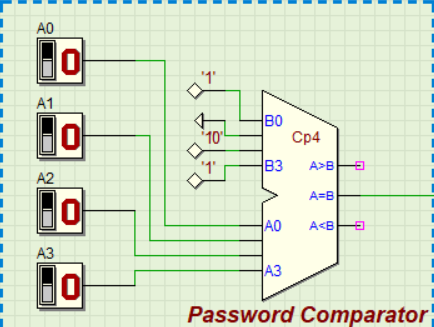 A0
0
'1'
B0
A1
0
Cp4
'10'
B3
A>B
'1'
A2
0
A=B
A0
A<B
A3
0
A3
Password Comparator